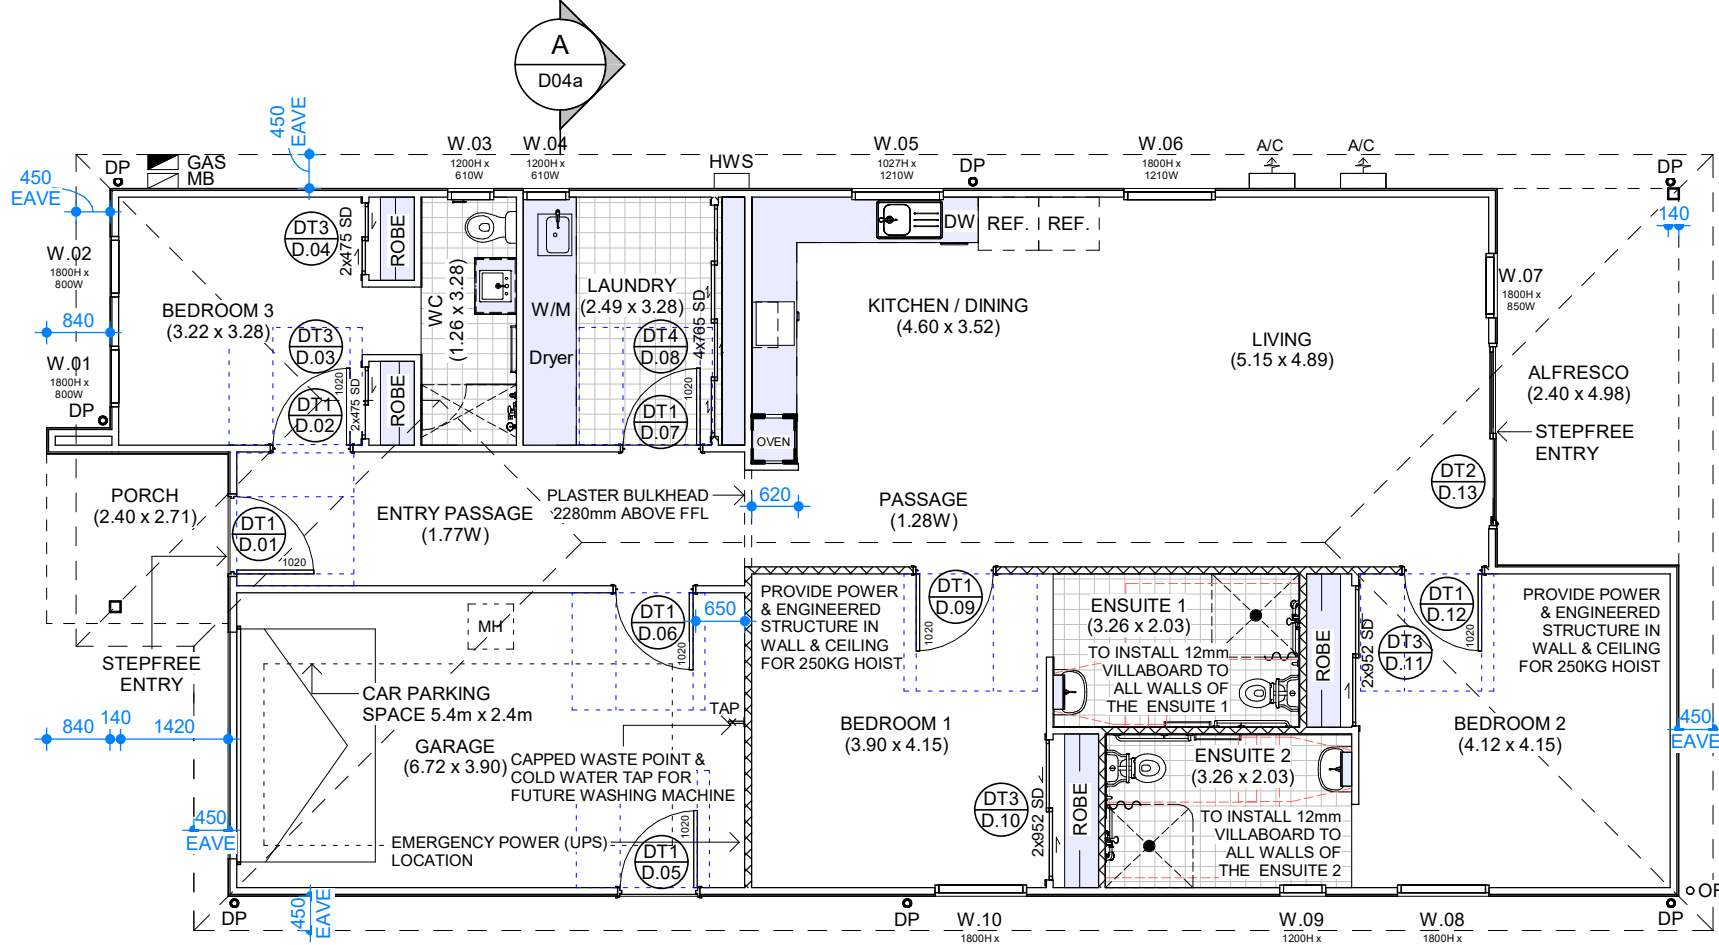 A
D04a
450
EAVE
W.03
1200H x
610W
W.04
1200H x
610W
W.05
1027H x
1210W
W.06
1800H x
1210W
A/C
A/C
DP
GAS
MB
HWS
DP
DP
450
EAVE
140
W.02
1800H x
800W
840
W.01
1800H x
800W
DP
DT3
D.04
2x475 SD
ROBE
BEDROOM 3
(3.22 x 3.28)
DT3
D.03
1020
DT1
D.02
2x475 SD
ROBE
WC
(1.26 x 3.28)
W/M
Dryer
LAUNDRY
(2.49 x 3.28)
4x765 SD
DT4
D.08
1020
DT1
D.07
DW
REF.
REF.
KITCHEN / DINING
(4.60 x 3.52)
OVEN
LIVING
(5.15 x 4.89)
W.07
1800H x
850W
ALFRESCO
(2.40 x 4.98)
STEPFREE
ENTRY
DT2
D.13
PORCH
(2.40 x 2.71)
DT1
D.01
1020
ENTRY PASSAGE
(1.77W)
PLASTER BULKHEAD
2280mm ABOVE FFL
620
PASSAGE
(1.28W)
STEPFREE
ENTRY
MH
DT1
D.06
1020
650
PROVIDE POWER
& ENGINEERED
STRUCTURE IN
WALL & CEILING
FOR 250KG HOIST
DT1
D.09
1020
ENSUITE 1
(3.26 x 2.03)
TO INSTALL 12mm
VILLABOARD TO
ALL WALLS OF
THE ENSUITE 1
ROBE
2x952 SD
DT3
D.11
DT1
D.12
1020
PROVIDE POWER
& ENGINEERED
STRUCTURE IN
WALL & CEILING
FOR 250KG HOIST
CAR PARKING
SPACE 5.4m x 2.4m
TAP
840
140
1420
GARAGE
(6.72 x 3.90)
CAPPED WASTE POINT &
COLD WATER TAP FOR
FUTURE WASHING MACHINE
BEDROOM 1
(3.90 x 4.15)
BEDROOM 2
(4.12 x 4.15)
450
EAVE
ENSUITE 2
(3.26 x 2.03)
DT3
D.10
2x952 SD
ROBE
TO INSTALL 12mm
VILLABOARD TO
ALL WALLS OF
THE ENSUITE 2
450
EAVE
EMERGENCY POWER (UPS)
LOCATION
1020
DT1
D.05
DP
450
EAVE
DP
W.10
1800H x
W.09
1200H x
W.08
1800H x
DP